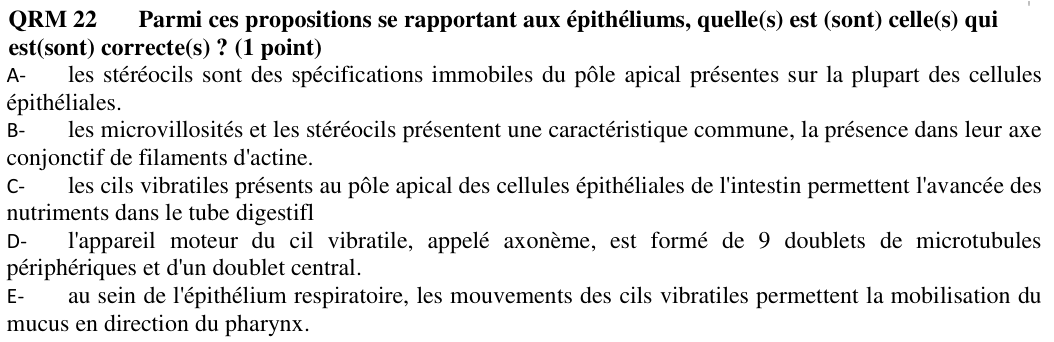 QRM 22 Parmi ces propositions se rapportant aux épithéliums, quelle(s) est (sont) celle(s) qui
est(sont) correcte(s) ? (1 point)
A- les stéréocils sont des spécifications immobiles du pôle apical présentes sur la plupart des cellules
épithéliales.
B- les microvillosités et les stéréocils présentent une caractéristique commune, la présence dans leur axe
conjonctif de filaments d'actine.
C- les cils vibratiles présents au pôle apical des cellules épithéliales de l'intestin permettent l'avancée des
nutriments dans le tube digestifl
D- l'appareil moteur du cil vibratile, appelé axonème, est formé de 9 doublets de microtubules
périphériques et d'un doublet central.
E- au sein de l'épithélium respiratoire, les mouvements des cils vibratiles permettent la mobilisation du
mucus en direction du pharynx.